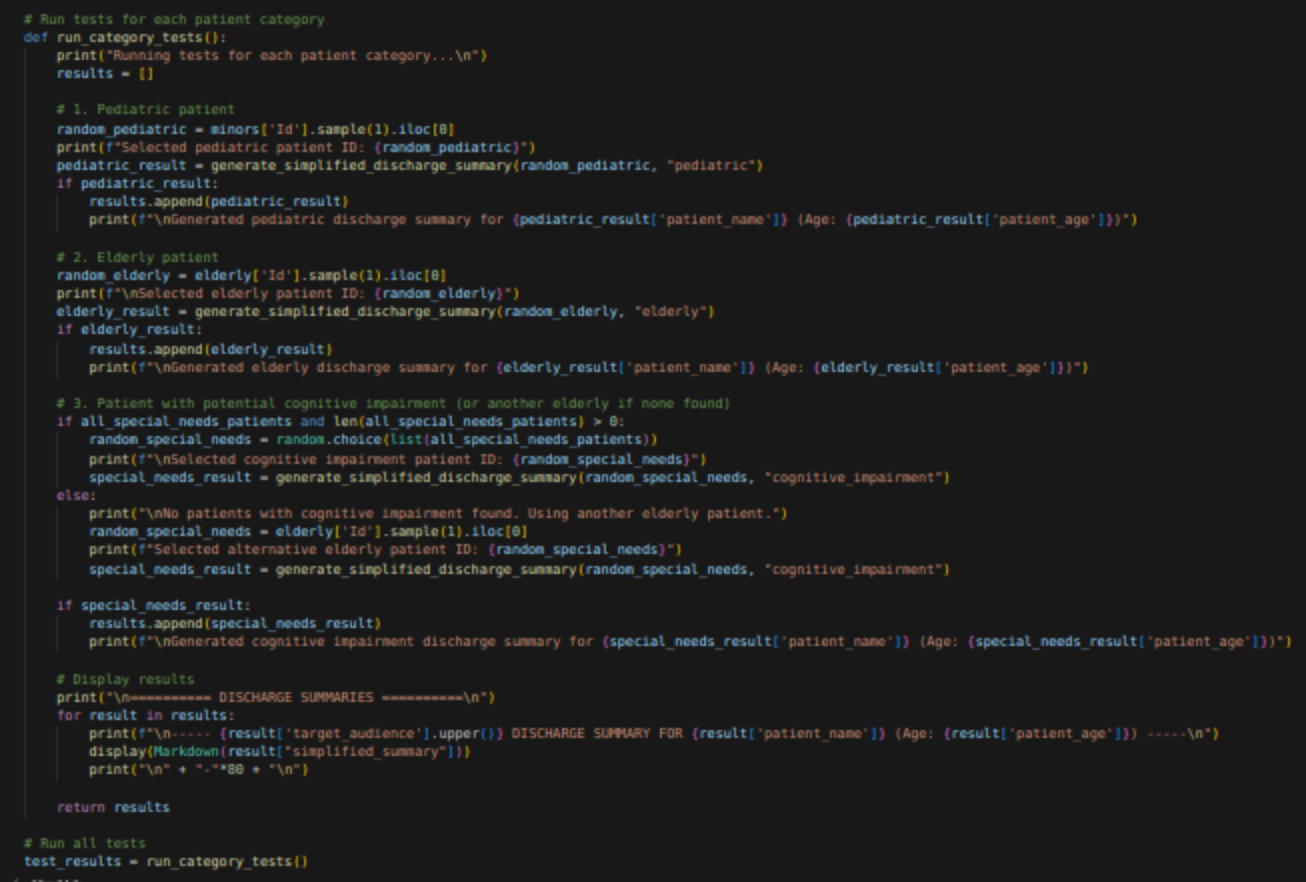 # Run tests for each patient category
def run_category_tests():
    print("Running tests for each patient category...\n")
    results = []

    # 1. Pediatric patient
    random_pediatric = minors['Id'].sample(1).iloc[0]
    print(f"Selected pediatric patient ID: {random_pediatric}")
    pediatric_result = generate_simplified_discharge_summary(random_pediatric, "pediatric")
    if pediatric_result:
        results.append(pediatric_result)
        print(f"\nGenerated pediatric discharge summary for {pediatric_result['patient_name']} (Age: {pediatric_result['patient_age']})")

    # 2. Elderly patient
    random_elderly = elderly['Id'].sample(1).iloc[0]
    print(f"\nSelected elderly patient ID: {random_elderly}")
    elderly_result = generate_simplified_discharge_summary(random_elderly, "elderly")
    if elderly_result:
        results.append(elderly_result)
        print(f"\nGenerated elderly discharge summary for {elderly_result['patient_name']} (Age: {elderly_result['patient_age']})")

    # 3. Patient with potential cognitive impairment (or another elderly if none found)
    if all_special_needs_patients and len(all_special_needs_patients) > 0:
        random_special_needs = random.choice(list(all_special_needs_patients))
        print(f"\nSelected cognitive impairment patient ID: {random_special_needs}")
        special_needs_result = generate_simplified_discharge_summary(random_special_needs, "cognitive_impairment")
    else:
        print("\nNo patients with cognitive impairment found. Using another elderly patient.")
        random_special_needs = elderly['Id'].sample(1).iloc[0]
        print(f"Selected alternative elderly patient ID: {random_special_needs}")
        special_needs_result = generate_simplified_discharge_summary(random_special_needs, "cognitive_impairment")

    if special_needs_result:
        results.append(special_needs_result)
        print(f"\nGenerated cognitive impairment discharge summary for {special_needs_result['patient_name']} (Age: {special_needs_result['patient_age']})")

    # Display results
    print("\n========== DISCHARGE SUMMARIES ==========\n")
    for result in results:
        print(f"\n----- {result['target_audience'].upper()} DISCHARGE SUMMARY FOR {result['patient_name']} (Age: {result['patient_age']}) -----\n")
        display(Markdown(result["simplified_summary"]))
        print("\n" + "-"*80 + "\n")

    return results

# Run all tests
test_results = run_category_tests()